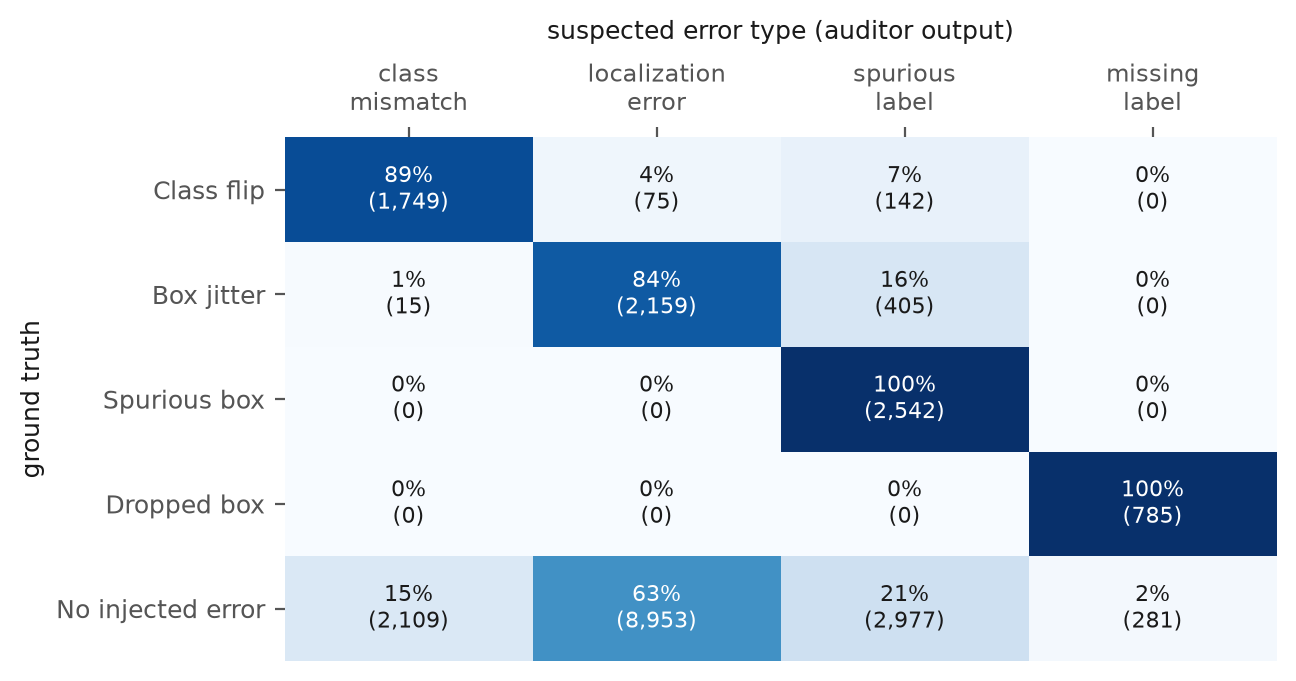 suspected error type (auditor output)
class
mismatch
localization
error
spurious
label
missing
label
ground truth
Class flip
89%
(1,749)
4%
(75)
7%
(142)
0%
(0)
Box jitter
1%
(15)
84%
(2,159)
16%
(405)
0%
(0)
Spurious box
0%
(0)
0%
(0)
100%
(2,542)
0%
(0)
Dropped box
0%
(0)
0%
(0)
0%
(0)
100%
(785)
No injected error
15%
(2,109)
63%
(8,953)
21%
(2,977)
2%
(281)